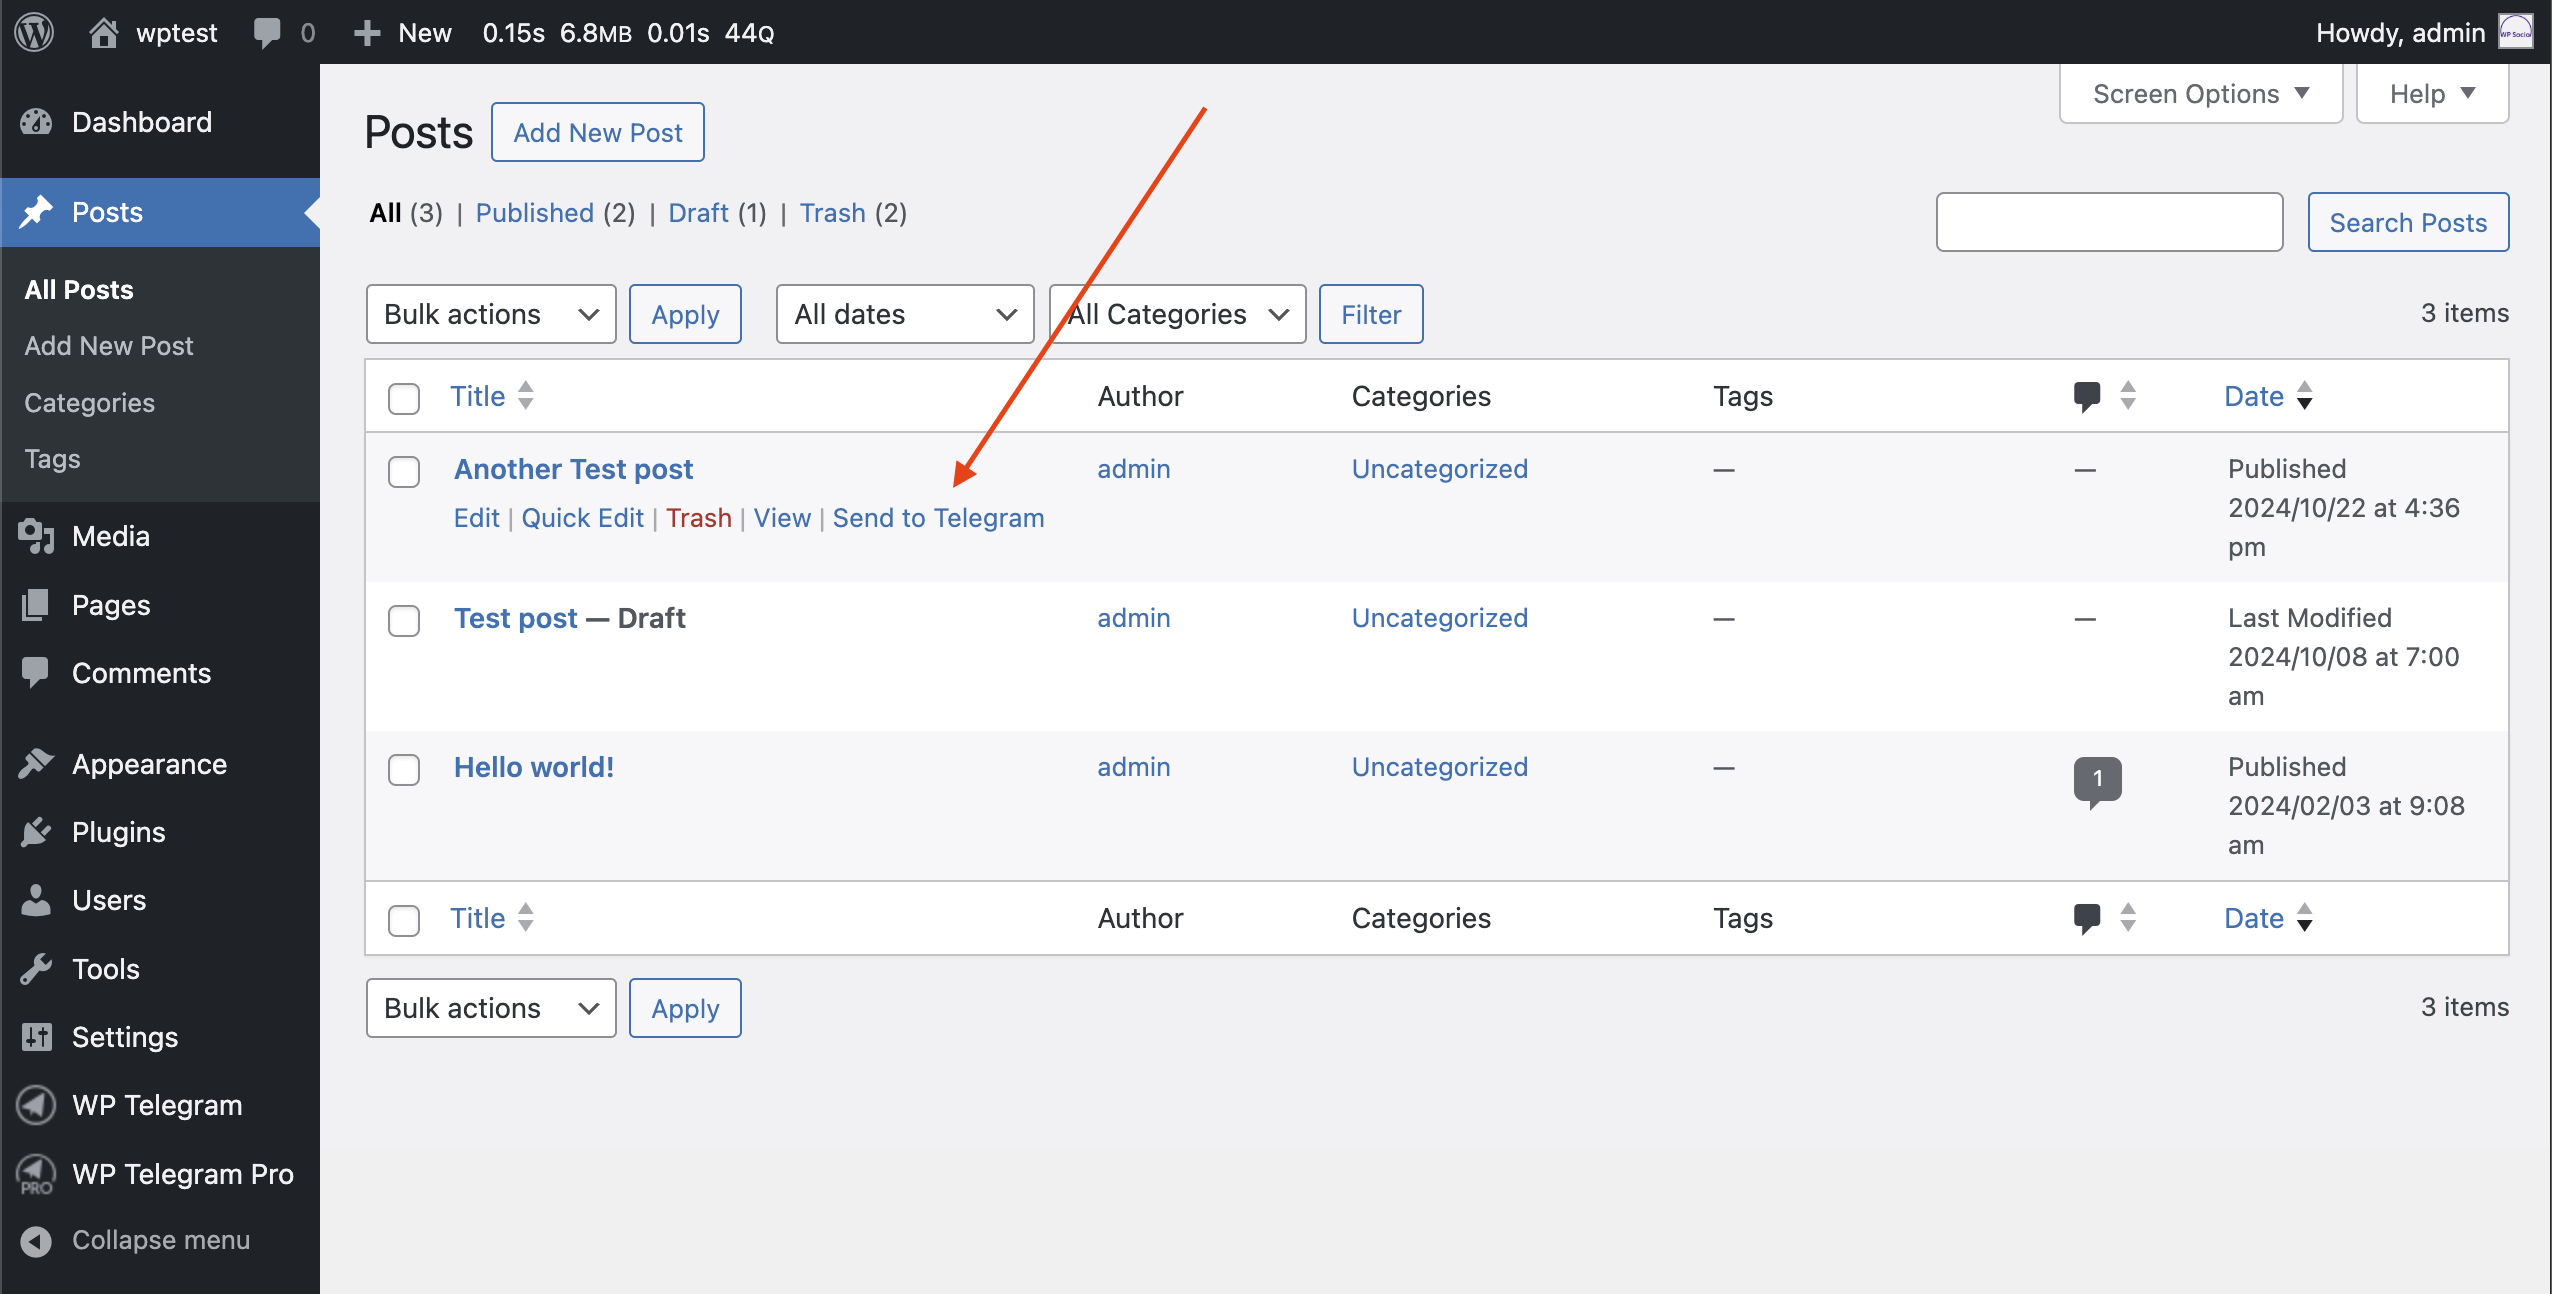 wptest 0 New 0.15s 6.8MB 0.01s 44Q Howdy, admin
WP Social
Dashboard
Posts
All Posts
Add New Post
Categories
Tags
Media
Pages
Comments
Appearance
Plugins
Users
Tools
Settings
WP Telegram
PRO WP Telegram Pro
Collapse menu
Screen Options Help
Posts Add New Post
All (3) | Published (2) | Draft (1) | Trash (2)
Search Posts
Bulk actions Apply All dates All Categories Filter 3 items
Title Author Categories Tags Date
Another Test post admin Uncategorized — — Published
2024/10/22 at 4:36
pm
Edit | Quick Edit | Trash | View | Send to Telegram
Test post — Draft admin Uncategorized — — Last Modified
2024/10/08 at 7:00
am
Hello world! admin Uncategorized — 1 Published
2024/02/03 at 9:08
am
Title Author Categories Tags Date
Bulk actions Apply 3 items